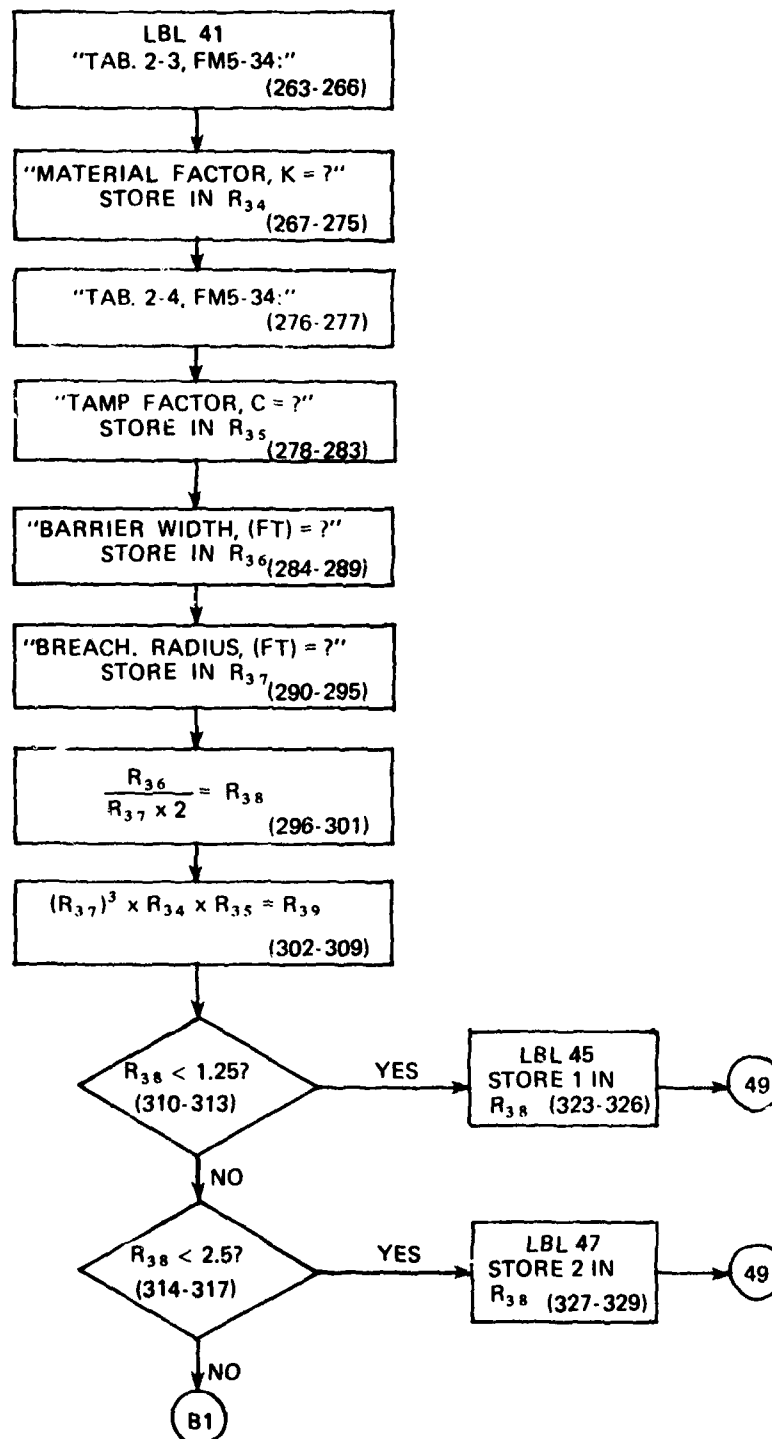 LBL 41
"TAB. 2-3, FM5-34:"
(263-266)
"MATERIAL FACTOR, K = ?"
STORE IN R34
(267-275)
"TAB. 2-4, FM5-34:"
(276-277)
"TAMP FACTOR, C = ?"
STORE IN R35
(278-283)
"BARRIER WIDTH, (FT) = ?"
STORE IN R36 (284-289)
"BREACH. RADIUS, (FT) = ?"
STORE IN R37
(290-295)
R36
R37 x 2 = R38
(296-301)
(R37)³ x R34 x R35 = R39
(302-309)
R38 < 1.25?
(310-313)
YES
LBL 45
STORE 1 IN
R38 (323-326)
49
NO
R38 < 2.5?
(314-317)
YES
LBL 47
STORE 2 IN
R38 (327-329)
49
NO
B1